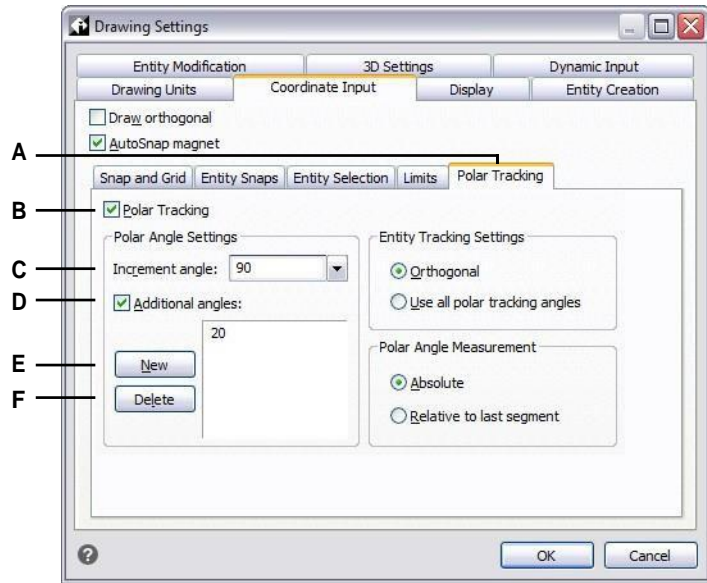 Drawing Settings
Entity Modification 3D Settings Dynamic Input
Drawing Units Coordinate Input Display Entity Creation
Draw orthogonal
AutoSnap magnet
A
Snap and Grid Entity Snaps Entity Selection Limits Polar Tracking
B Polar Tracking
Polar Angle Settings Entity Tracking Settings
C Increment angle: 90 Orthogonal
D Additional angles: Use all polar tracking angles
20
Polar Angle Measurement
E New
Absolute
F Delete
Relative to last segment
? OK Cancel